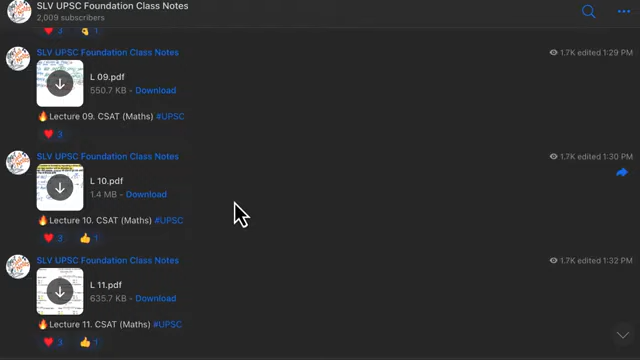 SLV UPSC Foundation Class Notes
2,009 subscribers
❤️ 3 👌 1
SLV UPSC Foundation Class Notes 1.7K edited 1:29 PM
L 09.pdf
550.7 KB - Download
🔥Lecture 09. CSAT (Maths) #UPSC
❤️ 3
SLV UPSC Foundation Class Notes 1.7K edited 1:30 PM
L 10.pdf
1.4 MB - Download
🔥Lecture 10. CSAT (Maths) #UPSC
❤️ 3 👍 1
SLV UPSC Foundation Class Notes 1.7K edited 1:32 PM
L 11.pdf
635.7 KB - Download
🔥Lecture 11. CSAT (Maths) #UPSC
❤️ 3 👍 1